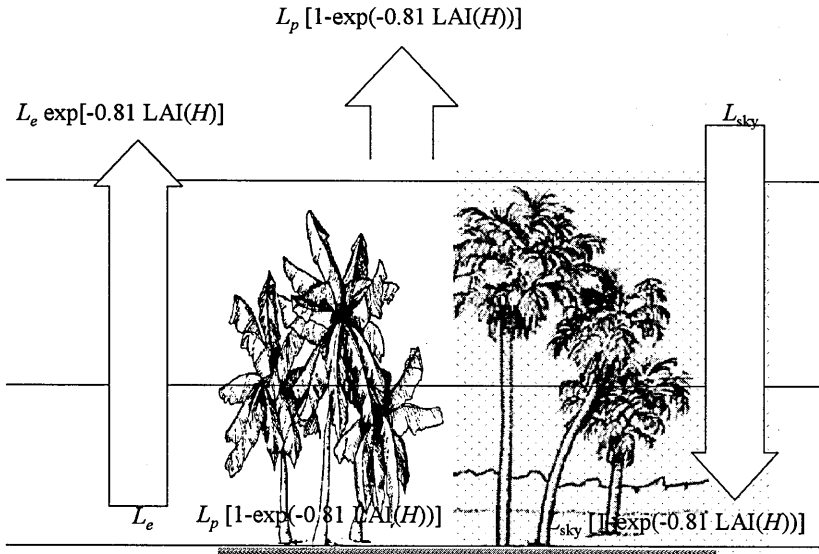 L_p [1-exp(-0.81 LAI(H))]
L_e exp[-0.81 LAI(H)]
L_sky
L_e
L_p [1-exp(-0.81 LAI(H))]
L_sky [1-exp(-0.81 LAI(H))]